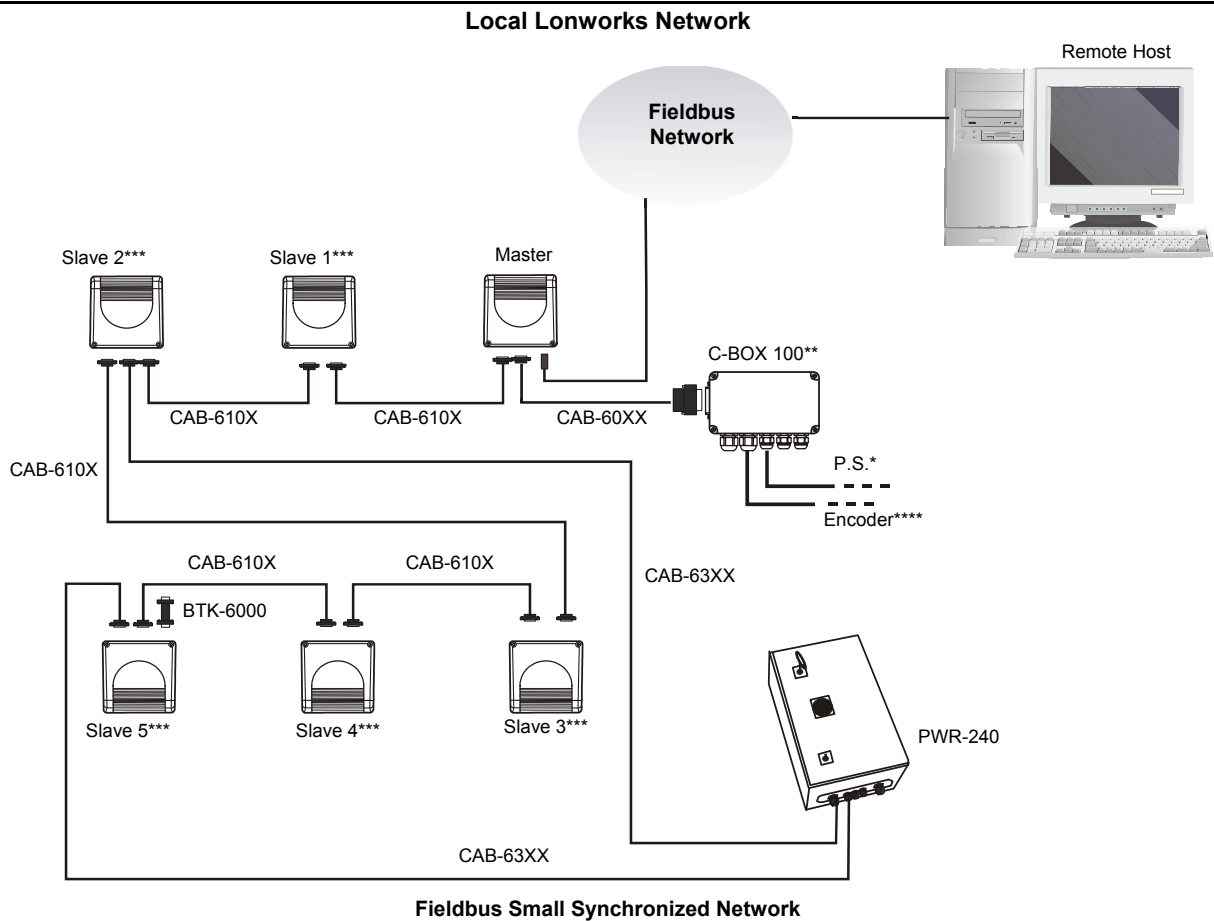 Local Lonworks Network
Remote Host
Fieldbus
Network
Slave 2***
Slave 1***
Master
C-BOX 100**
CAB-610X
CAB-610X
CAB-60XX
P.S.*
CAB-610X
Encoder****
CAB-610X
CAB-610X
CAB-63XX
BTK-6000
Slave 5***
Slave 4***
Slave 3***
PWR-240
CAB-63XX
Fieldbus Small Synchronized Network